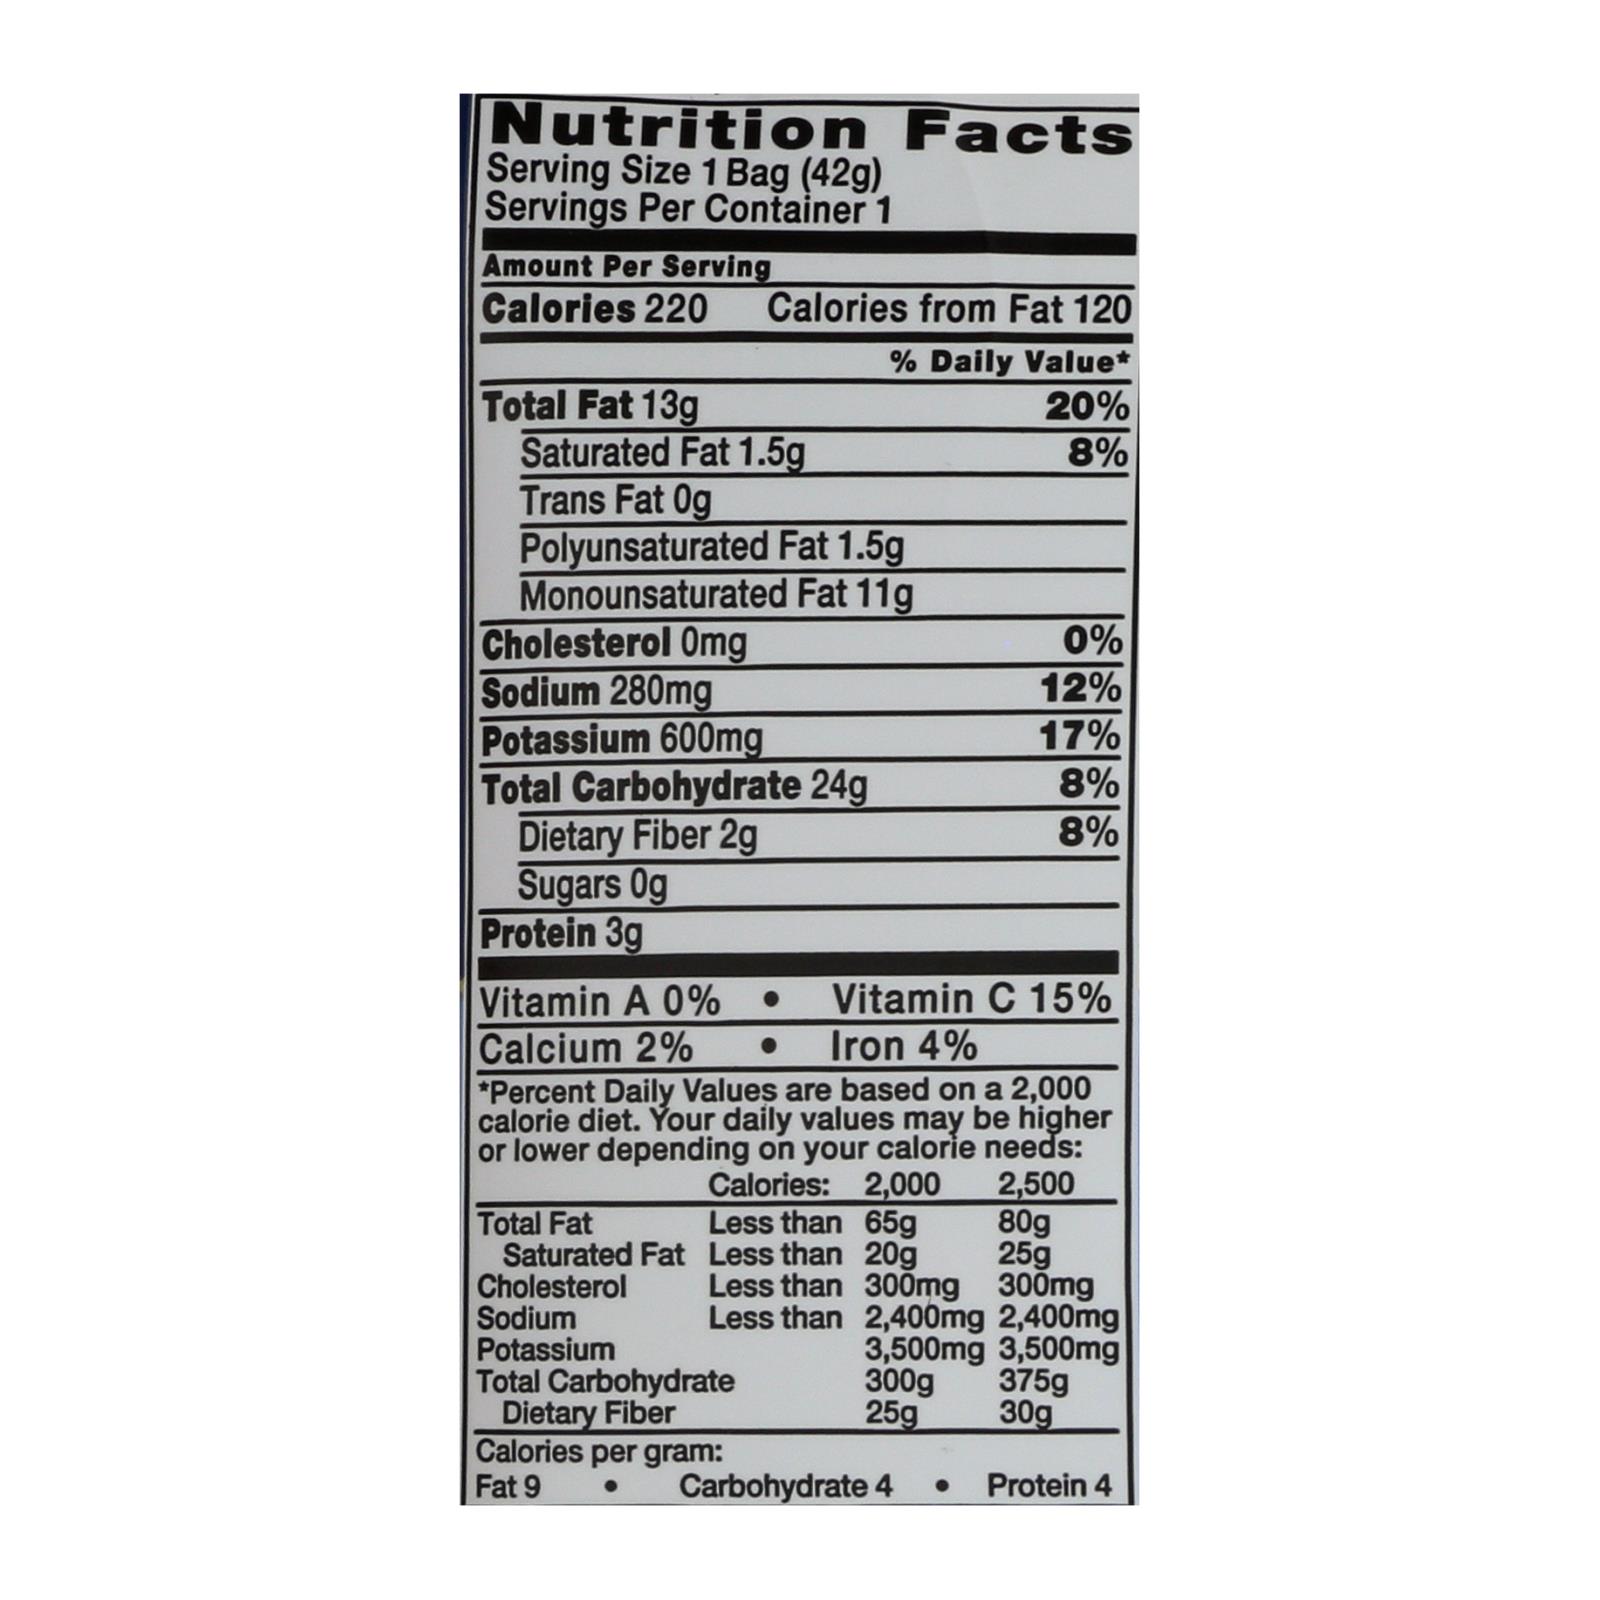 Nutrition Facts
Serving Size 1 Bag (42g)
Servings Per Container 1
Amount Per Serving
Calories 220 Calories from Fat 120
% Daily Value*
Total Fat 13g 20%
Saturated Fat 1.5g 8%
Trans Fat 0g
Polyunsaturated Fat 1.5g
Monounsaturated Fat 11g
Cholesterol 0mg 0%
Sodium 280mg 12%
Potassium 600mg 17%
Total Carbohydrate 24g 8%
Dietary Fiber 2g 8%
Sugars 0g
Protein 3g
Vitamin A 0% • Vitamin C 15%
Calcium 2% • Iron 4%
*Percent Daily Values are based on a 2,000
calorie diet. Your daily values may be higher
or lower depending on your calorie needs:
Calories: 2,000 2,500
Total Fat Less than 65g 80g
Saturated Fat Less than 20g 25g
Cholesterol Less than 300mg 300mg
Sodium Less than 2,400mg 2,400mg
Potassium 3,500mg 3,500mg
Total Carbohydrate 300g 375g
Dietary Fiber 25g 30g
Calories per gram:
Fat 9 • Carbohydrate 4 • Protein 4